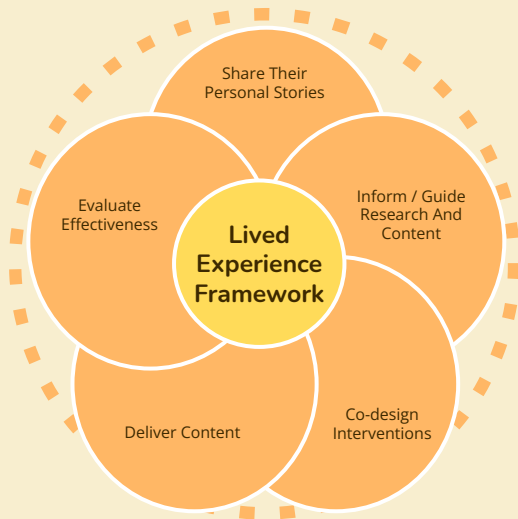 Share Their
Personal Stories
Inform / Guide
Research And
Content
Co-design
Interventions
Deliver Content
Evaluate
Effectiveness
Lived
Experience
Framework